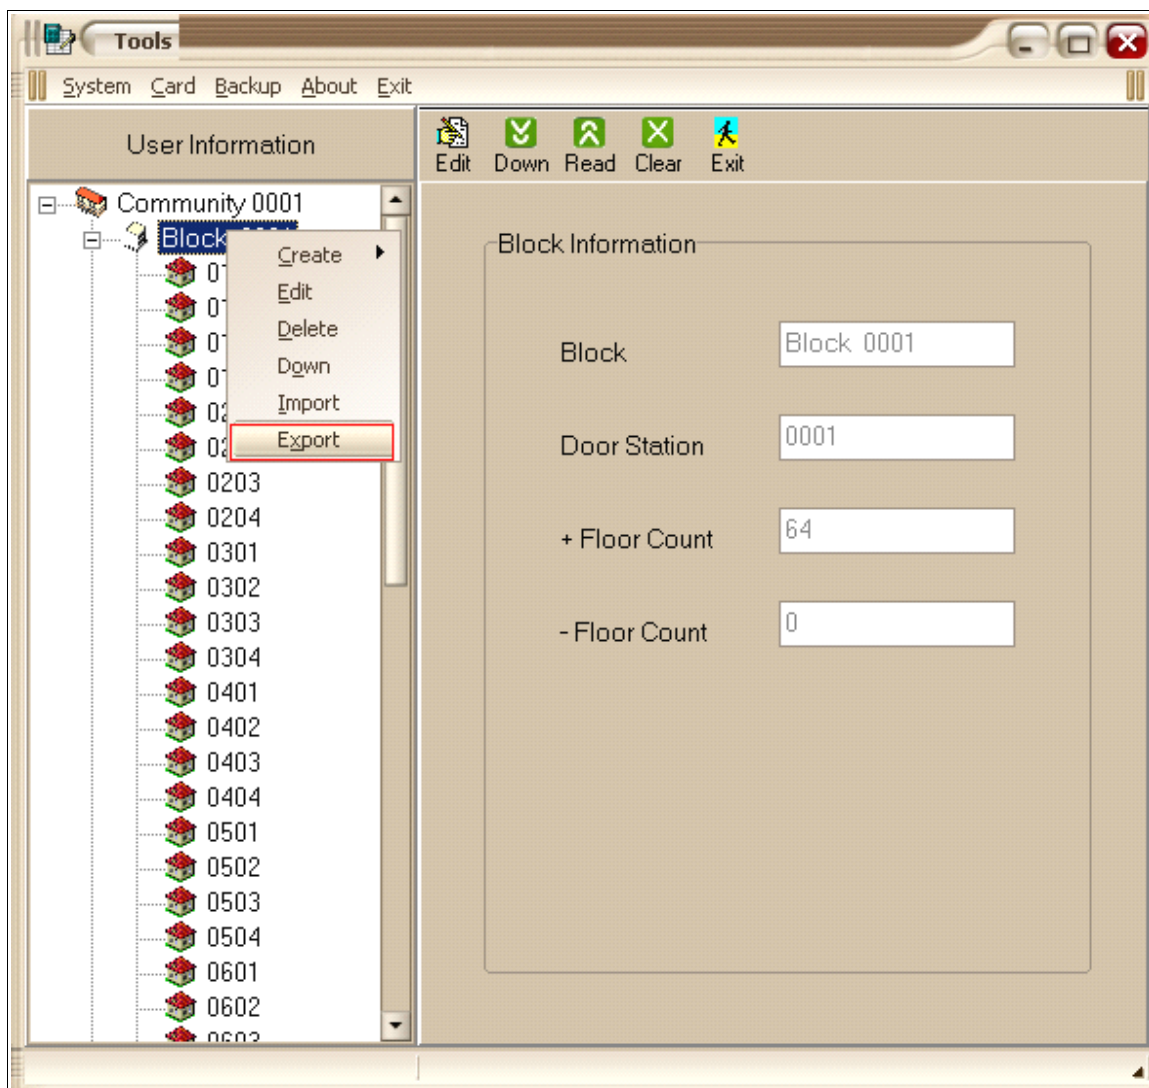 Tools
System Card Backup About Exit
User Information
Edit Down Read Clear Exit
Community 0001
Block
Create
Edit
Delete
Down
Import
Export
0203
0204
0301
0302
0303
0304
0401
0402
0403
0404
0501
0502
0503
0504
0601
0602
Block Information
Block
Block 0001
Door Station
0001
+ Floor Count
64
- Floor Count
0